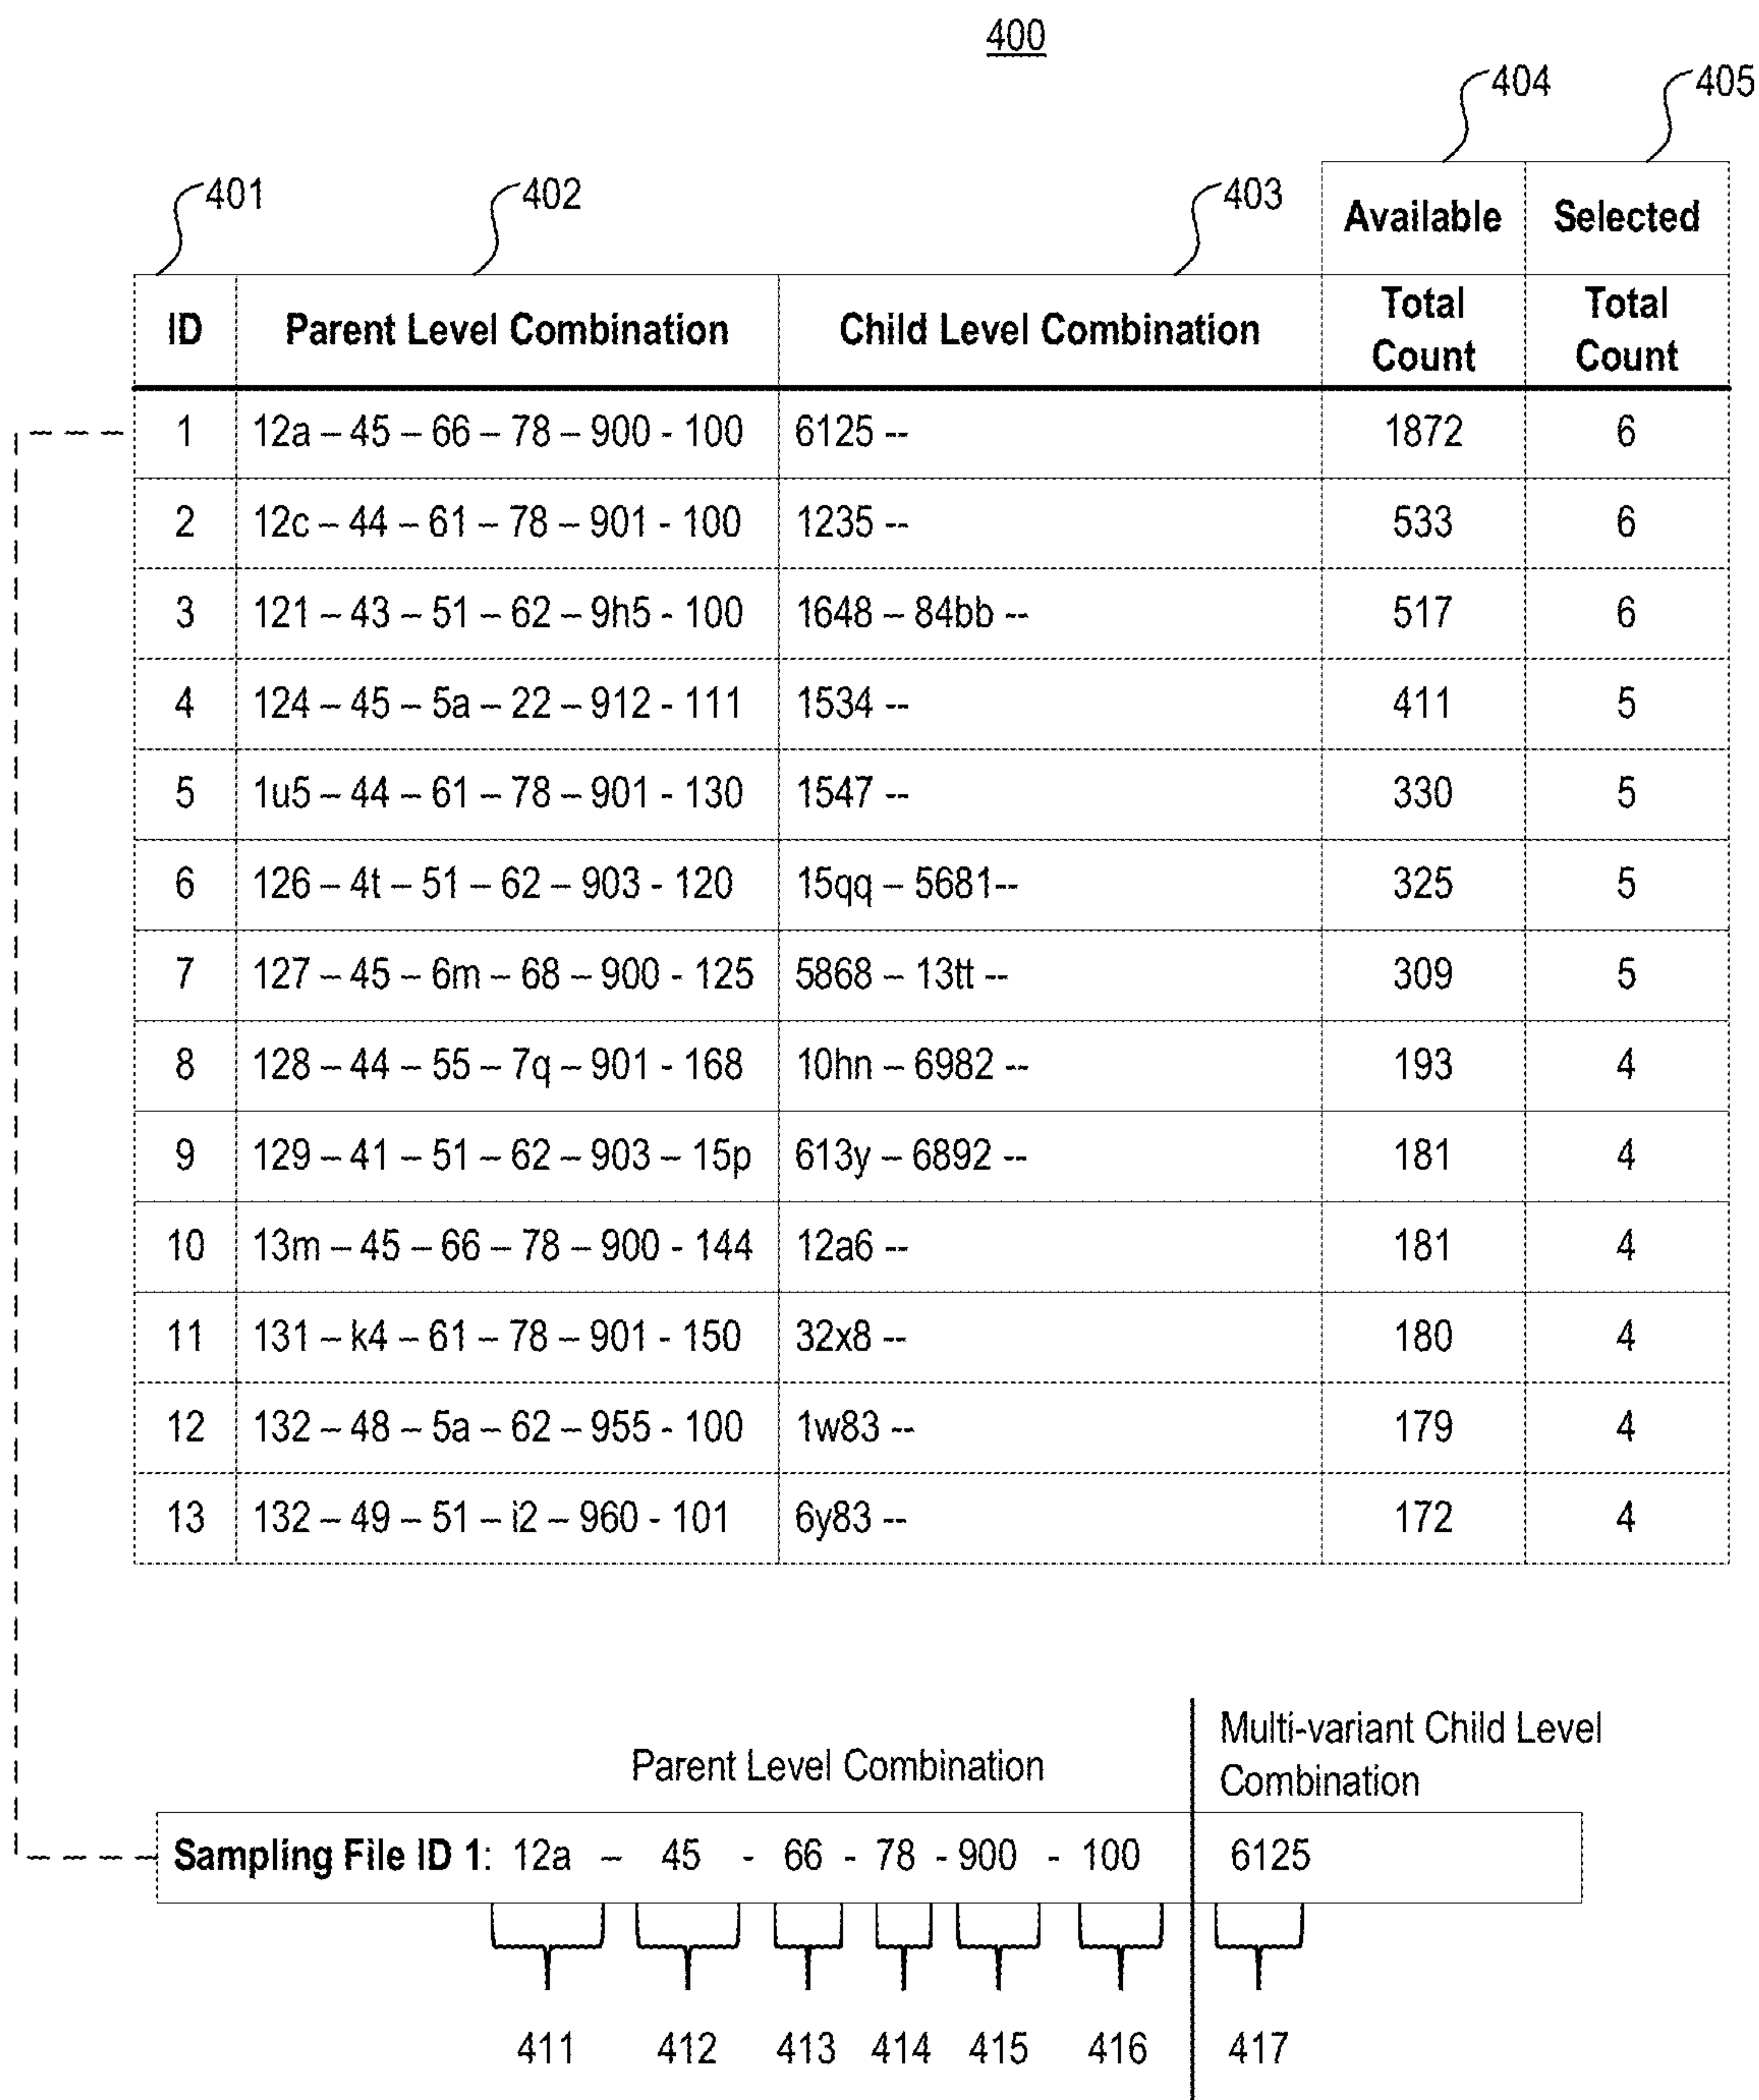 400
404 405
401 402 403
Available Selected
ID Parent Level Combination Child Level Combination Total Count Total Count
1 12a – 45 – 66 – 78 – 900 - 100 6125 -- 1872 6
2 12c – 44 – 61 – 78 – 901 - 100 1235 -- 533 6
3 121 – 43 – 51 – 62 – 9h5 - 100 1648 – 84bb -- 517 6
4 124 – 45 – 5a – 22 – 912 - 111 1534 -- 411 5
5 1u5 – 44 – 61 – 78 – 901 - 130 1547 -- 330 5
6 126 – 4t – 51 – 62 – 903 - 120 15qq – 5681-- 325 5
7 127 – 45 – 6m – 68 – 900 - 125 5868 – 13tt -- 309 5
8 128 – 44 – 55 – 7q – 901 - 168 10hn – 6982 -- 193 4
9 129 – 41 – 51 – 62 – 903 – 15p 613y – 6892 -- 181 4
10 13m – 45 – 66 – 78 – 900 - 144 12a6 -- 181 4
11 131 – k4 – 61 – 78 – 901 - 150 32x8 -- 180 4
12 132 – 48 – 5a – 62 – 955 - 100 1w83 -- 179 4
13 132 – 49 – 51 – i2 – 960 - 101 6y83 -- 172 4
Parent Level Combination
Multi-variant Child Level
Combination
Sampling File ID 1: 12a – 45 - 66 - 78 - 900 - 100 6125
411 412 413 414 415 416 417